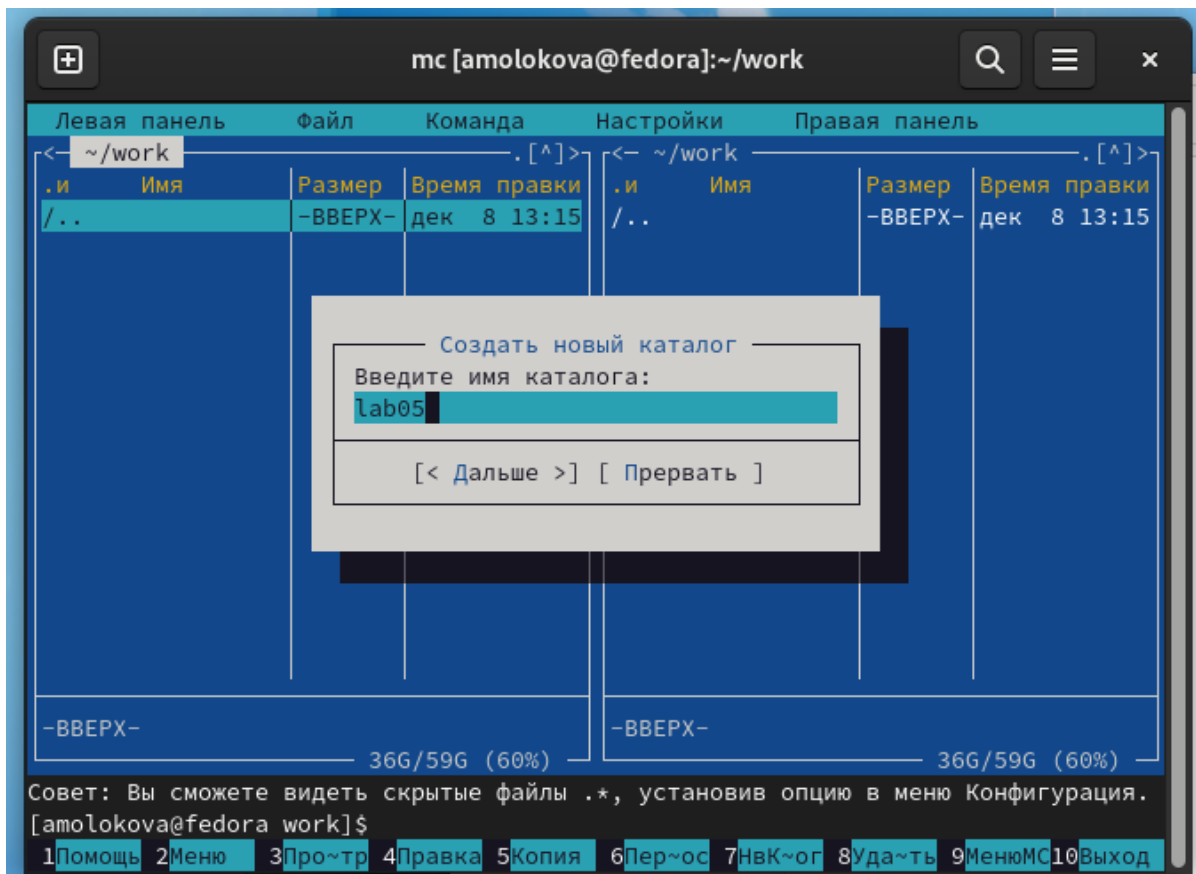 mc [amolokova@fedora]:~/work
Левая панель Файл Команда Настройки Правая панель
<— ~/work .[^]> <— ~/work .[^]>
.и Имя Размер Время правки .и Имя Размер Время правки
/.. -ВВЕРХ- дек 8 13:15 /.. -ВВЕРХ- дек 8 13:15
Создать новый каталог
Введите имя каталога:
lab05
[< Дальше >] [ Прервать ]
-ВВЕРХ- -ВВЕРХ-
36G/59G (60%) 36G/59G (60%)
Совет: Вы сможете видеть скрытые файлы .*, установив опцию в меню Конфигурация.
[amolokova@fedora work]$
1Помощь 2Меню 3Про~тр 4Правка 5Копия 6Пер~ос 7НвК~ог 8Уда~ть 9МенюМС10Выход